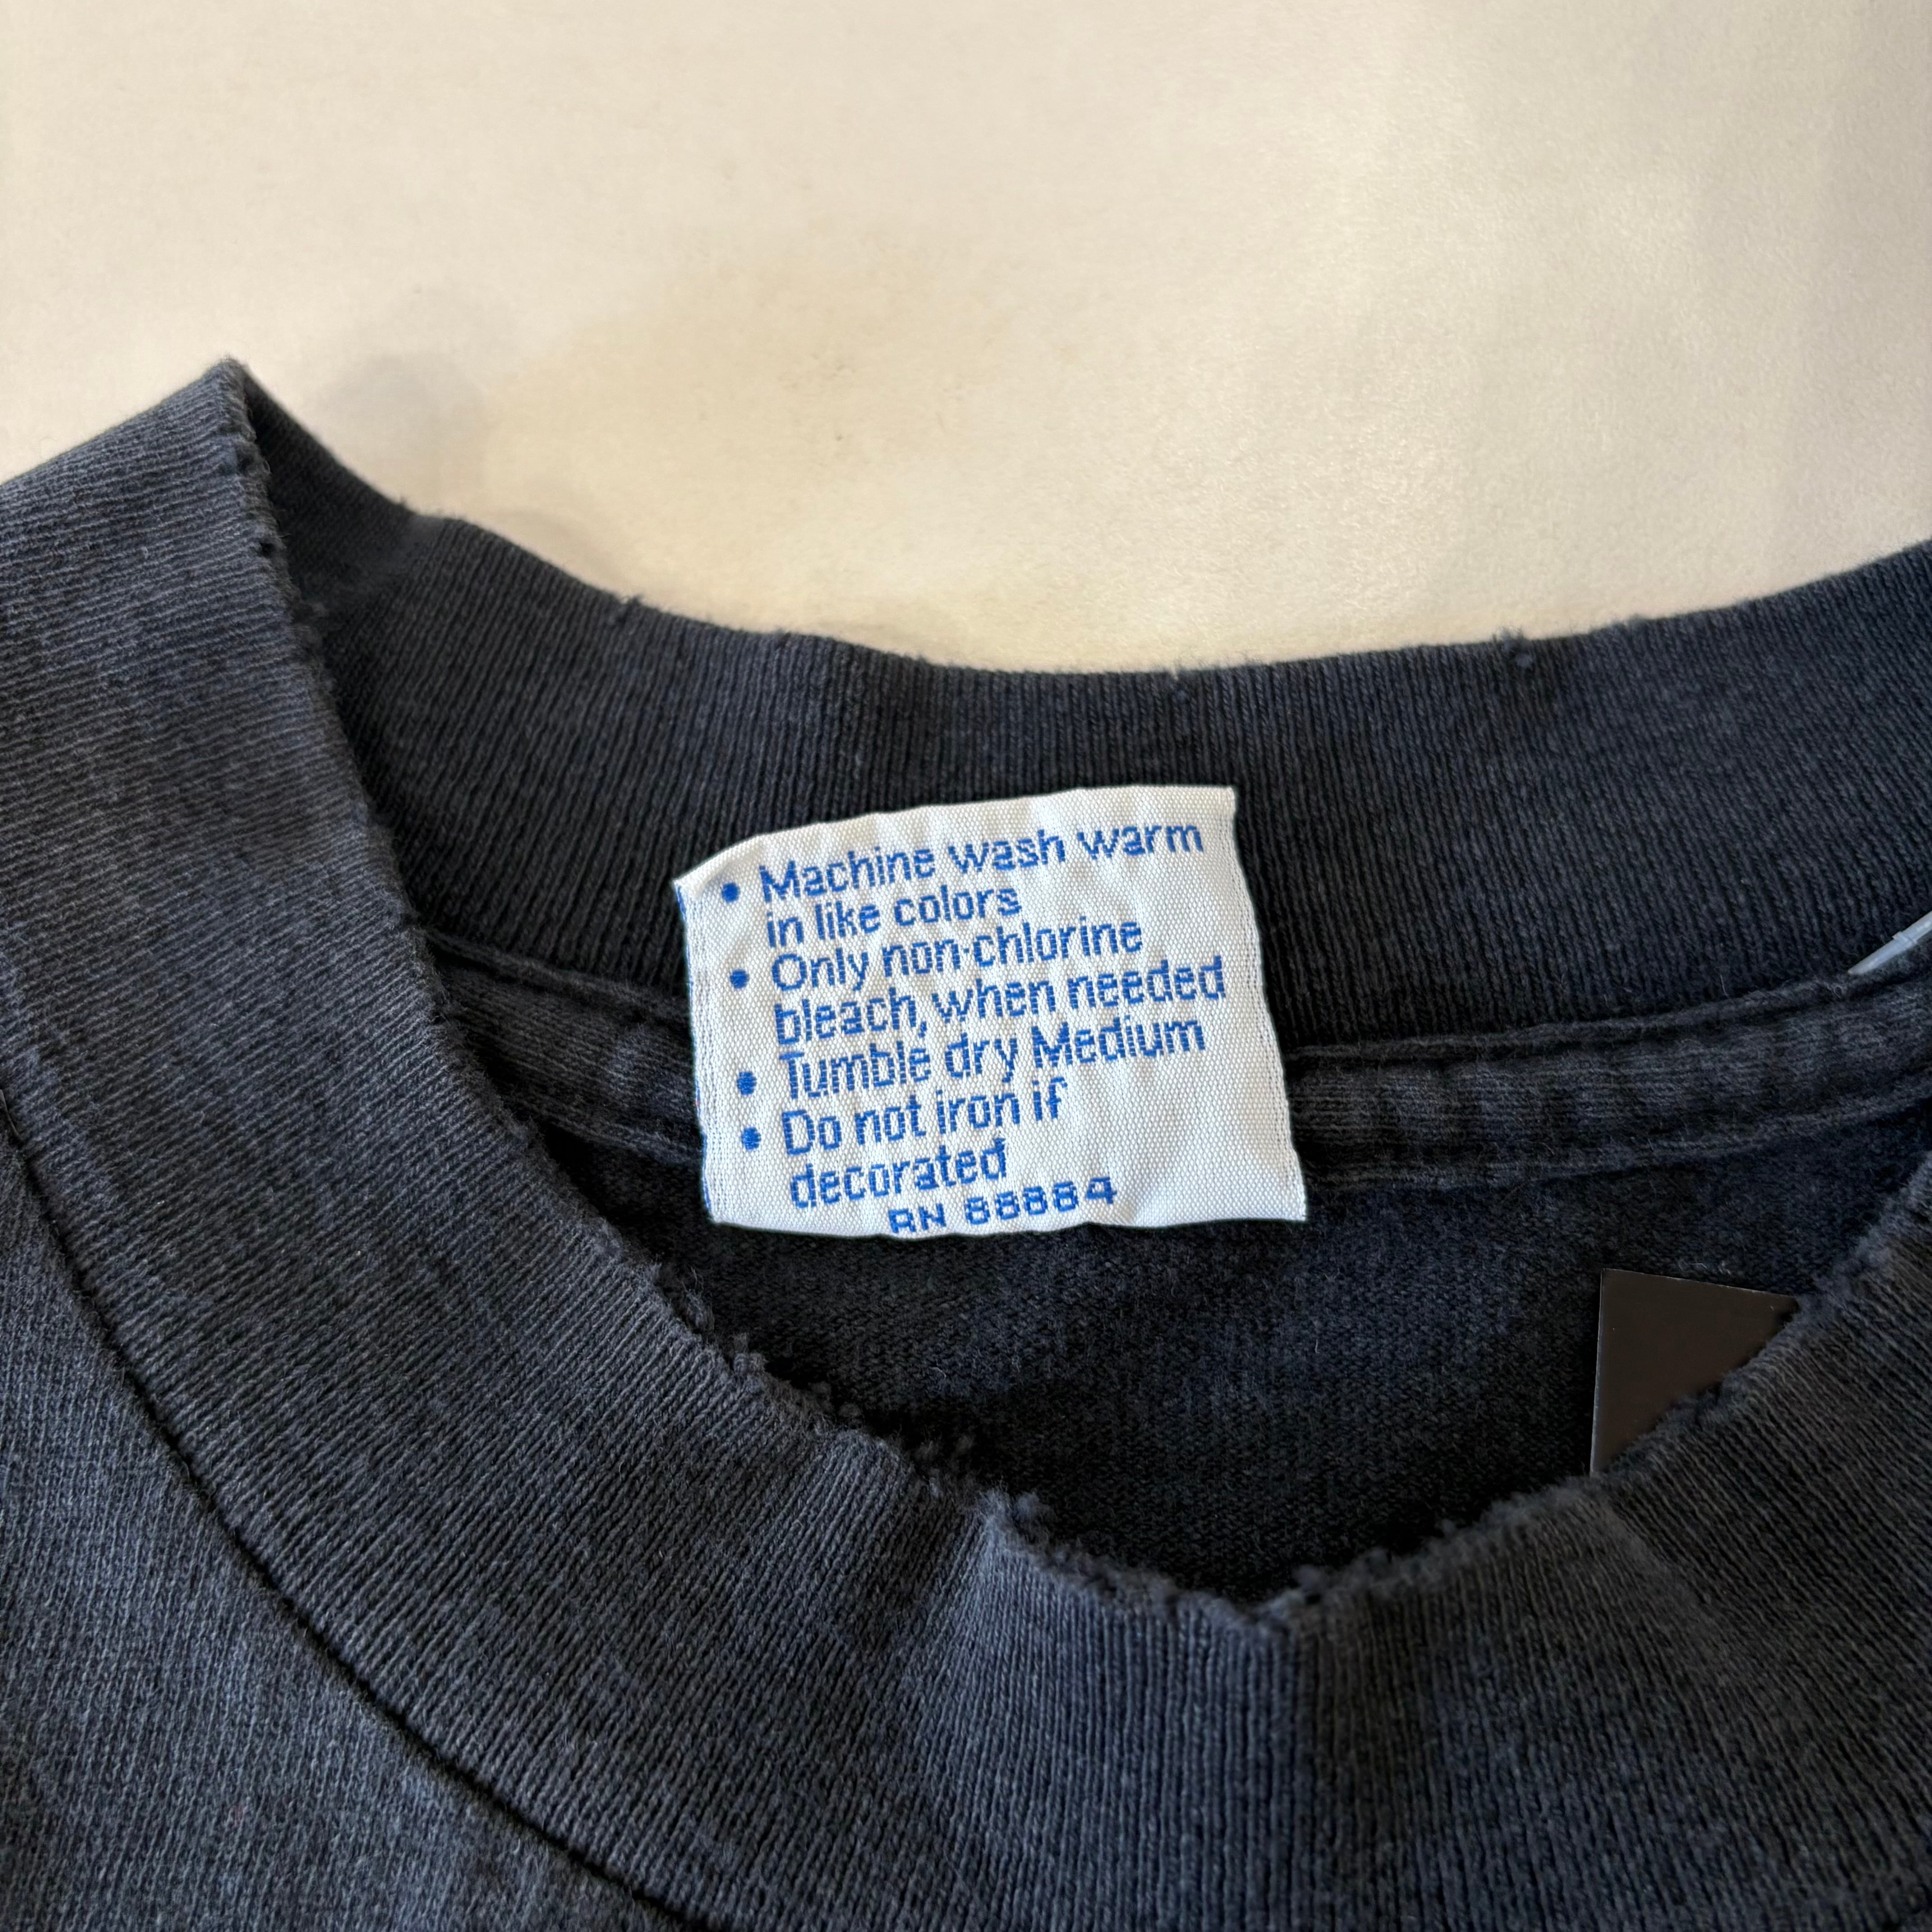 • Machine wash warm
in like colors
• Only non-chlorine
bleach, when needed
• Tumble dry Medium
• Do not iron if
decorated
RN 88884